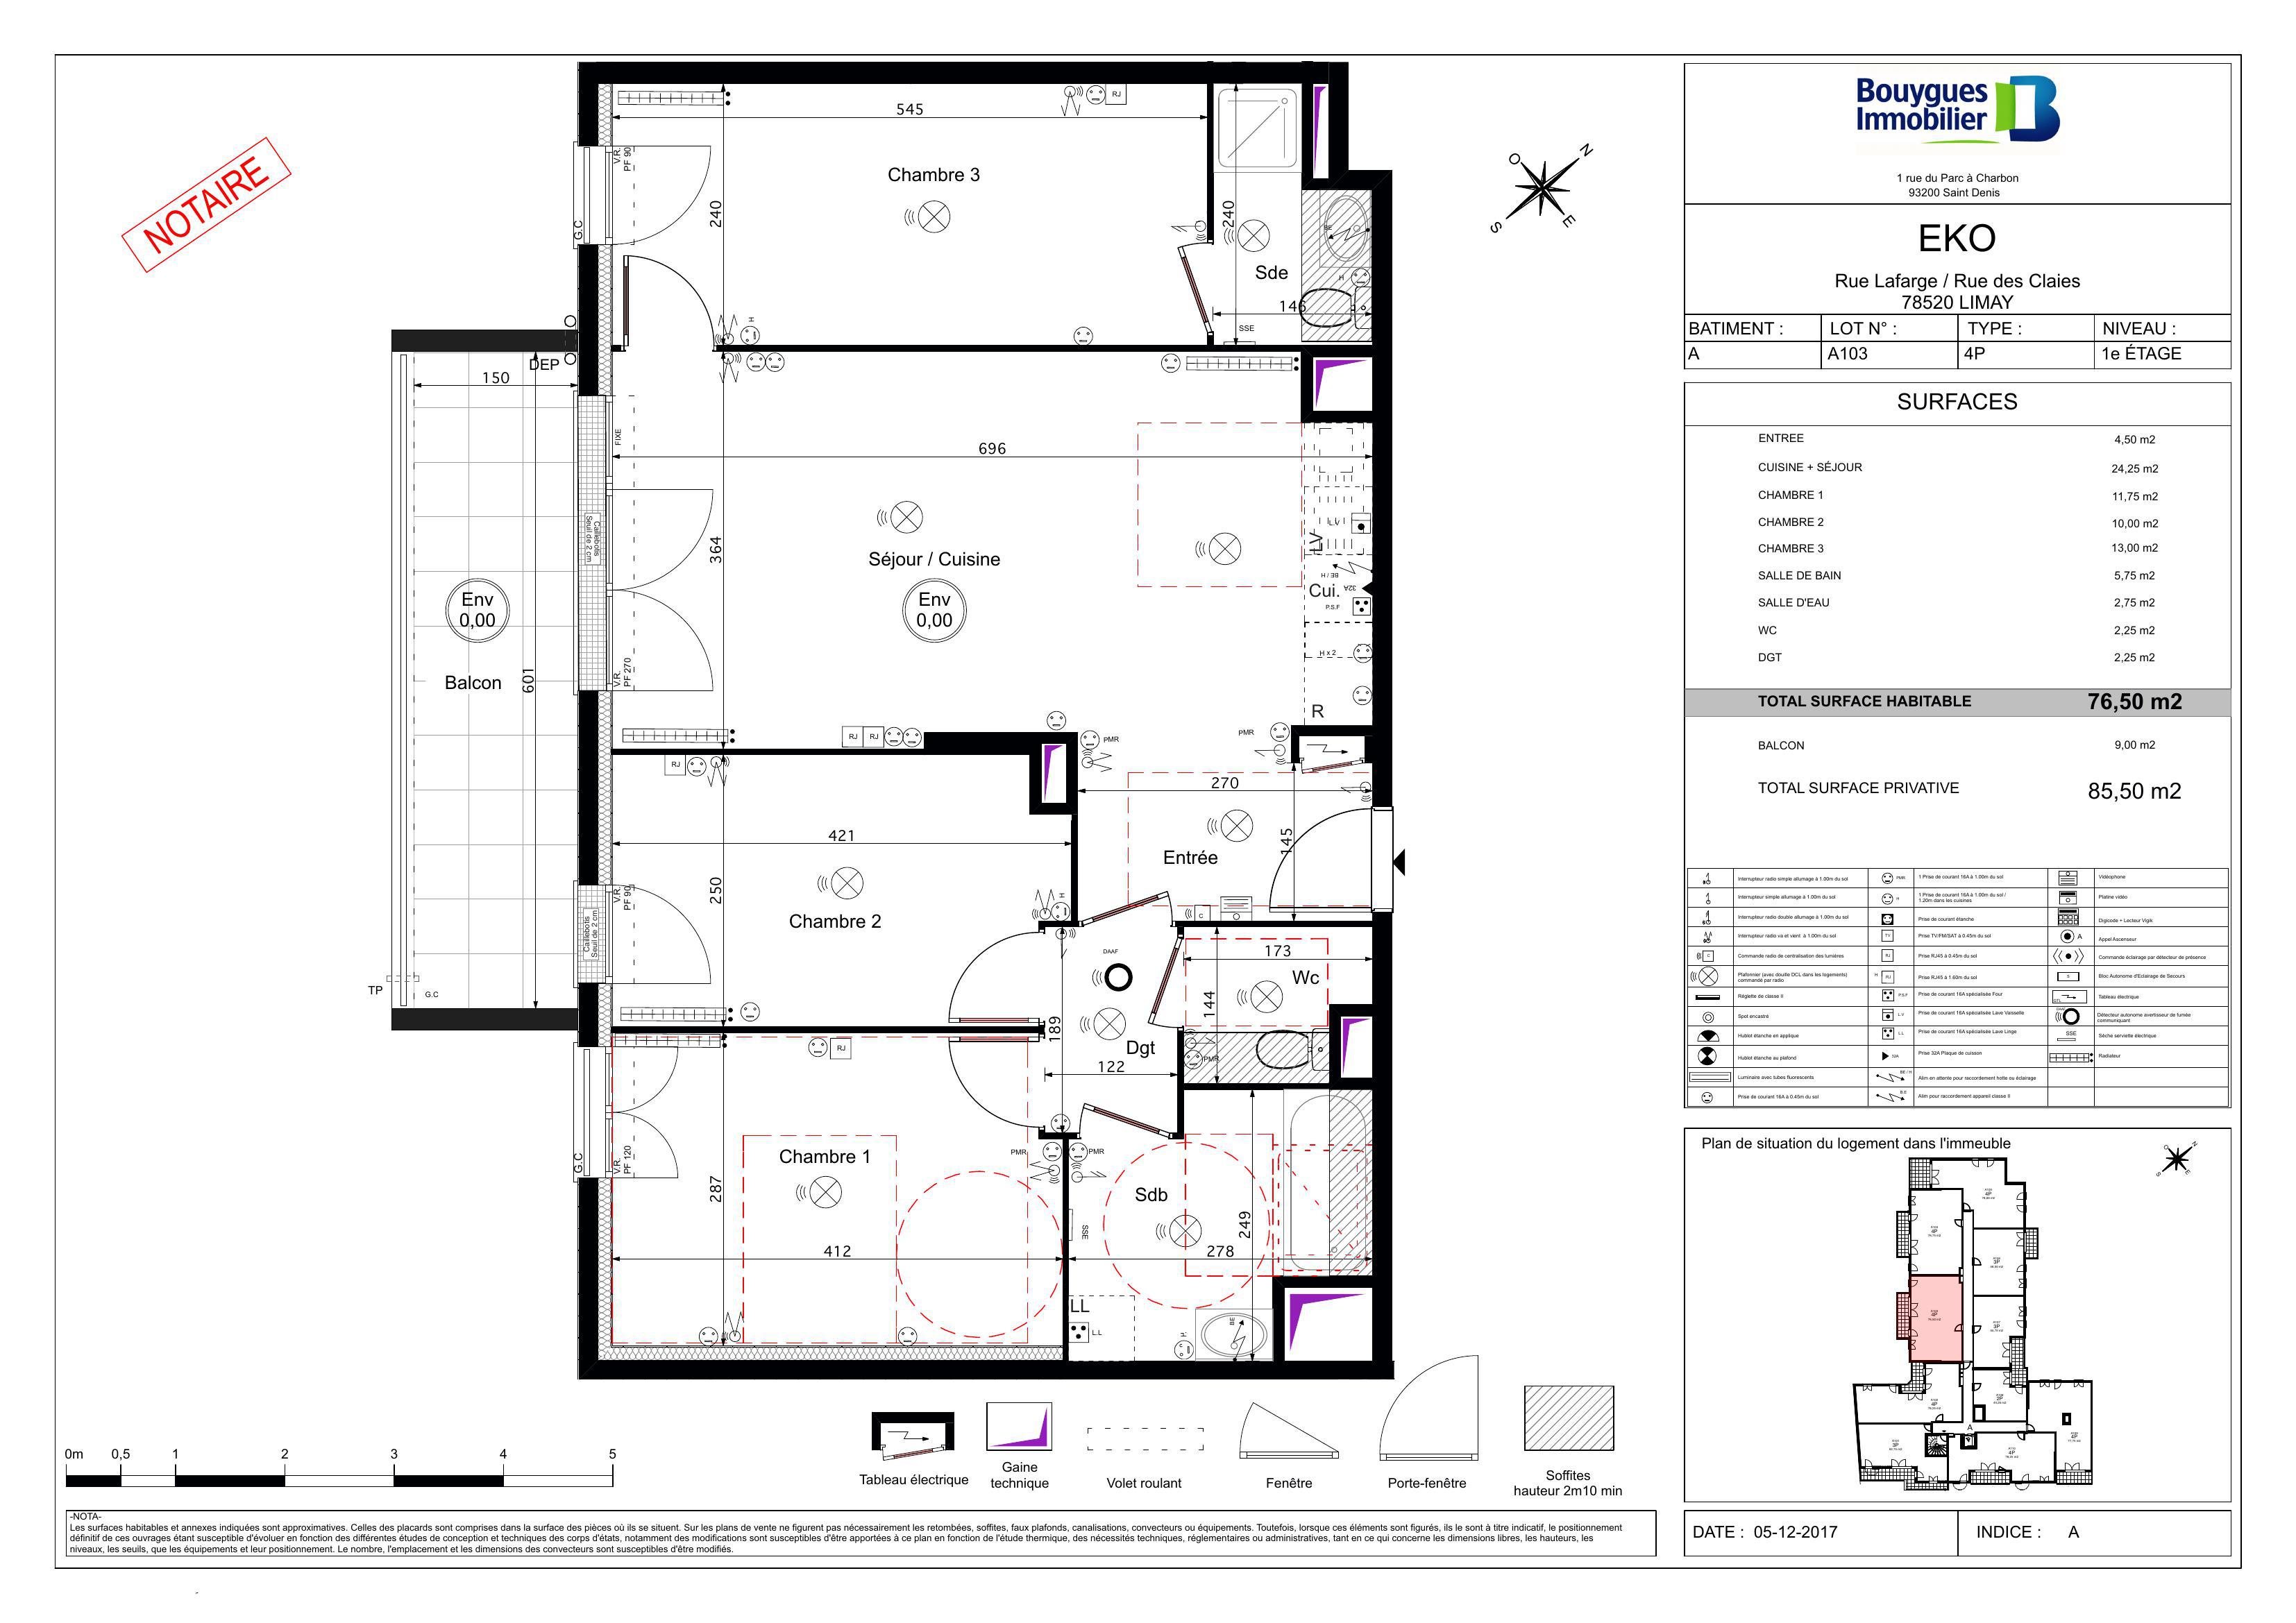 NOTAIRE
545
RJ
Chambre 3
V.R.
PF 90
G.C
240
240
BE
Sde
H
146
SSE
H
O
N
S
E
DEP
150
696
FIXE
Caillebotis
Seuil de 2 cm
364
Séjour / Cuisine
Env
0,00
Env
0,00
Balcon
601
V.R.
PF 270
L.V
LV
BE / H
32A
Cui.
P.S.F
H x 2
R
RJ
RJ
PMR
PMR
RJ
270
421
145
Entrée
250
V.R.
PF 90
Chambre 2
H
C
Caillebotis
Seuil de 2 cm
DAAF
173
Wc
TP
G.C
144
189
Dgt
PMR
122
RJ
G.C
V.R.
PF 120
Chambre 1
PMR
PMR
287
Sdb
SSE
249
412
278
LL
L.L
BE
0m
0,5
1
2
3
4
5
Tableau électrique
Gaine
technique
Volet roulant
Fenêtre
Porte-fenêtre
Soffites
hauteur 2m10 min
-NOTA-
Les surfaces habitables et annexes indiquées sont approximatives. Celles des placards sont comprises dans la surface des pièces où ils se situent. Sur les plans de vente ne figurent pas nécessairement les retombées, soffites, faux plafonds, canalisations, convecteurs ou équipements. Toutefois, lorsque ces éléments sont figurés, ils le sont à titre indicatif, le positionnement
définitif de ces ouvrages étant susceptible d'évoluer en fonction des différentes études de conception et techniques des corps d'états, notamment des modifications sont susceptibles d'être apportées à ce plan en fonction de l'étude thermique, des nécessités techniques, réglementaires ou administratives, tant en ce qui concerne les dimensions libres, les hauteurs, les
niveaux, les seuils, que les équipements et leur positionnement. Le nombre, l'emplacement et les dimensions des convecteurs sont susceptibles d'être modifiés.
Bouygues
Immobilier
1 rue du Parc à Charbon
93200 Saint Denis
EKO
Rue Lafarge / Rue des Claies
78520 LIMAY
BATIMENT : LOT N° : TYPE : NIVEAU :
A A103 4P 1e ÉTAGE
SURFACES
ENTREE 4,50 m2
CUISINE + SÉJOUR 24,25 m2
CHAMBRE 1 11,75 m2
CHAMBRE 2 10,00 m2
CHAMBRE 3 13,00 m2
SALLE DE BAIN 5,75 m2
SALLE D'EAU 2,75 m2
WC 2,25 m2
DGT 2,25 m2
TOTAL SURFACE HABITABLE 76,50 m2
BALCON 9,00 m2
TOTAL SURFACE PRIVATIVE 85,50 m2
Interrupteur radio simple allumage à 1.00m du sol
PMR 1 Prise de courant 16A à 1.00m du sol
Vidéophone
Interrupteur simple allumage à 1.00m du sol
H 1 Prise de courant 16A à 1.00m du sol /
1.20m dans les cuisines
Platine vidéo
Interrupteur radio double allumage à 1.00m du sol
Prise de courant étanche
Digicode + Lecteur Vigik
Interrupteur radio va et vient à 1.00m du sol
TV Prise TV/FM/SAT à 0.45m du sol
A Appel Ascenseur
C Commande radio de centralisation des lumières
RJ Prise RJ45 à 0.45m du sol
Commande éclairage par détecteur de présence
Plafonnier (avec douille DCL dans les logements)
commandé par radio
H RJ Prise RJ45 à 1.60m du sol
Bloc Autonome d'Eclairage de Secours
Réglette de classe II
P.S.F Prise de courant 16A spécialisée Four
Tableau électrique
Spot encastré
L.V Prise de courant 16A spécialisée Lave Vaisselle
Détecteur autonome avertisseur de fumée
communiquant
Hublot étanche en applique
L.L Prise de courant 16A spécialisée Lave Linge
SSE Sèche serviette électrique
Hublot étanche au plafond
32A Prise 32A Plaque de cuisson
Radiateur
Luminaire avec tubes fluorescents
BE / H Alim en attente pour raccordement hotte ou éclairage
Prise de courant 16A à 0.45m du sol
B.E Alim pour raccordement appareil classe II
Plan de situation du logement dans l'immeuble
O
N
S
E
4P
4P
3P
4P
3P
4P
2P
4P
3P
4P
A
DATE : 05-12-2017 INDICE : A